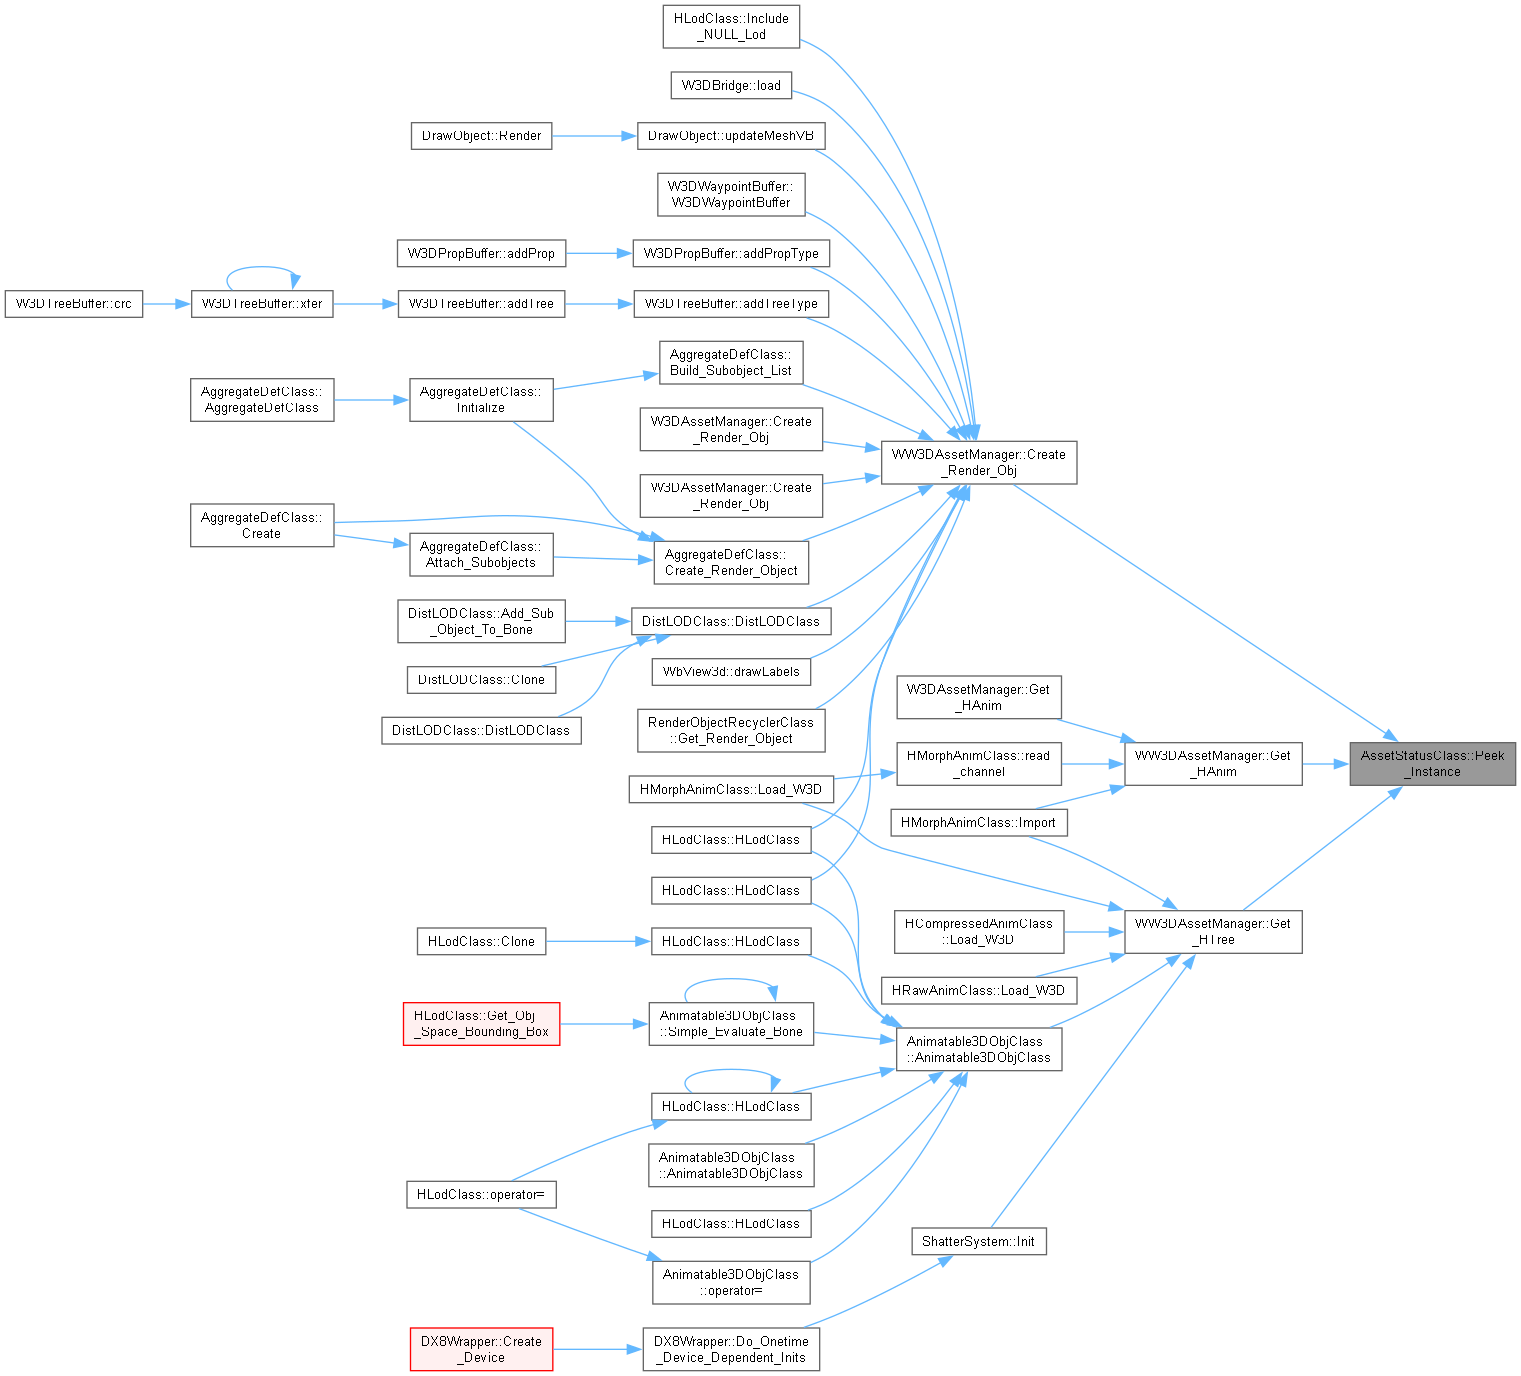 HLodClass::Include
_NULL_Lod
W3DBridge::load
DrawObject::Render
DrawObject::updateMeshVB
W3DWaypointBuffer::
W3DWaypointBuffer
W3DPropBuffer::addProp
W3DPropBuffer::addPropType
W3DTreeBuffer::crc
W3DTreeBuffer::xfer
W3DTreeBuffer::addTree
W3DTreeBuffer::addTreeType
AggregateDefClass::
Build_Subobject_List
AggregateDefClass::
AggregateDefClass
AggregateDefClass::
Initialize
W3DAssetManager::Create
_Render_Obj
WW3DAssetManager::Create
_Render_Obj
W3DAssetManager::Create
_Render_Obj
AggregateDefClass::
Create
AggregateDefClass::
Attach_Subobjects
AggregateDefClass::
Create_Render_Object
DistLODClass::Add_Sub
_Object_To_Bone
DistLODClass::DistLODClass
DistLODClass::Clone
WbView3d::drawLabels
W3DAssetManager::Get
_HAnim
DistLODClass::DistLODClass
RenderObjectRecyclerClass
::Get_Render_Object
HMorphAnimClass::read
_channel
WW3DAssetManager::Get
_HAnim
AssetStatusClass::Peek
_Instance
HMorphAnimClass::Load_W3D
HMorphAnimClass::Import
HLodClass::HLodClass
HLodClass::HLodClass
HCompressedAnimClass
::Load_W3D
WW3DAssetManager::Get
_HTree
HLodClass::Clone
HLodClass::HLodClass
HRawAnimClass::Load_W3D
HLodClass::Get_Obj
_Space_Bounding_Box
Animatable3DObjClass
::Simple_Evaluate_Bone
Animatable3DObjClass
::Animatable3DObjClass
HLodClass::HLodClass
Animatable3DObjClass
::Animatable3DObjClass
HLodClass::operator=
HLodClass::HLodClass
ShatterSystem::Init
Animatable3DObjClass
::operator=
DX8Wrapper::Create
_Device
DX8Wrapper::Do_Onetime
_Device_Dependent_Inits